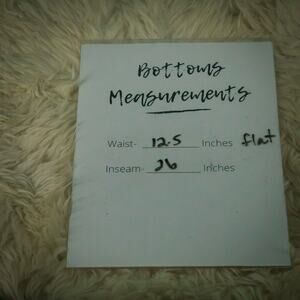 Bottoms
Measurements
Waist- 12.5 Inches flat
Inseam- 26 Inches